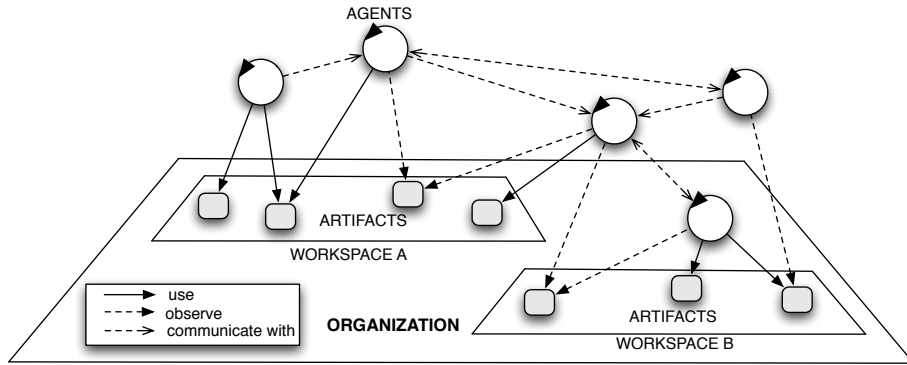 AGENTS
ARTIFACTS
WORKSPACE A
use
observe
communicate with
ORGANIZATION
ARTIFACTS
WORKSPACE B